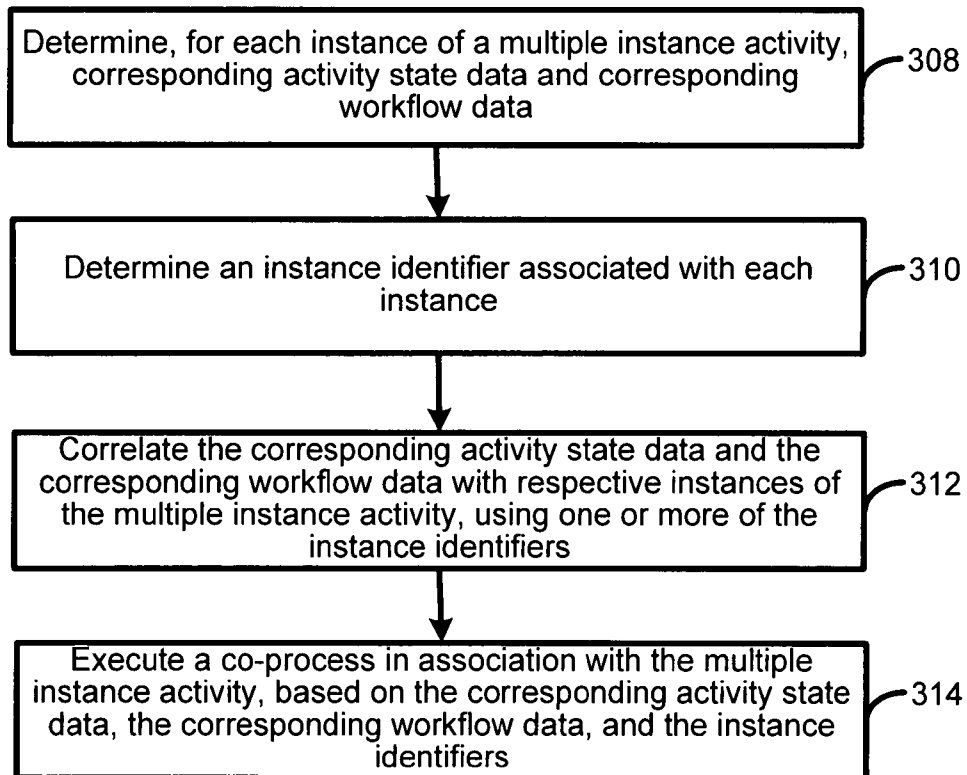 Determine, for each instance of a multiple instance activity,
corresponding activity state data and corresponding
workflow data
308
Determine an instance identifier associated with each
instance
310
Correlate the corresponding activity state data and the
corresponding workflow data with respective instances of
the multiple instance activity, using one or more of the
instance identifiers
312
Execute a co-process in association with the multiple
instance activity, based on the corresponding activity state
data, the corresponding workflow data, and the instance
identifiers
314